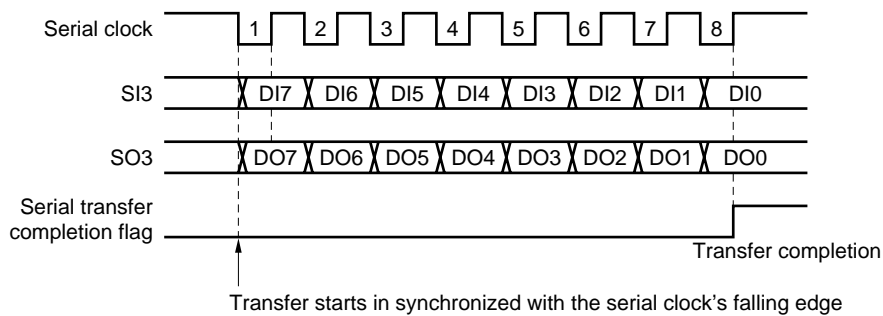 Serial clock 1 2 3 4 5 6 7 8
SI3 DI7 DI6 DI5 DI4 DI3 DI2 DI1 DI0
SO3 DO7 DO6 DO5 DO4 DO3 DO2 DO1 DO0
Serial transfer
completion flag
Transfer completion
Transfer starts in synchronized with the serial clock's falling edge